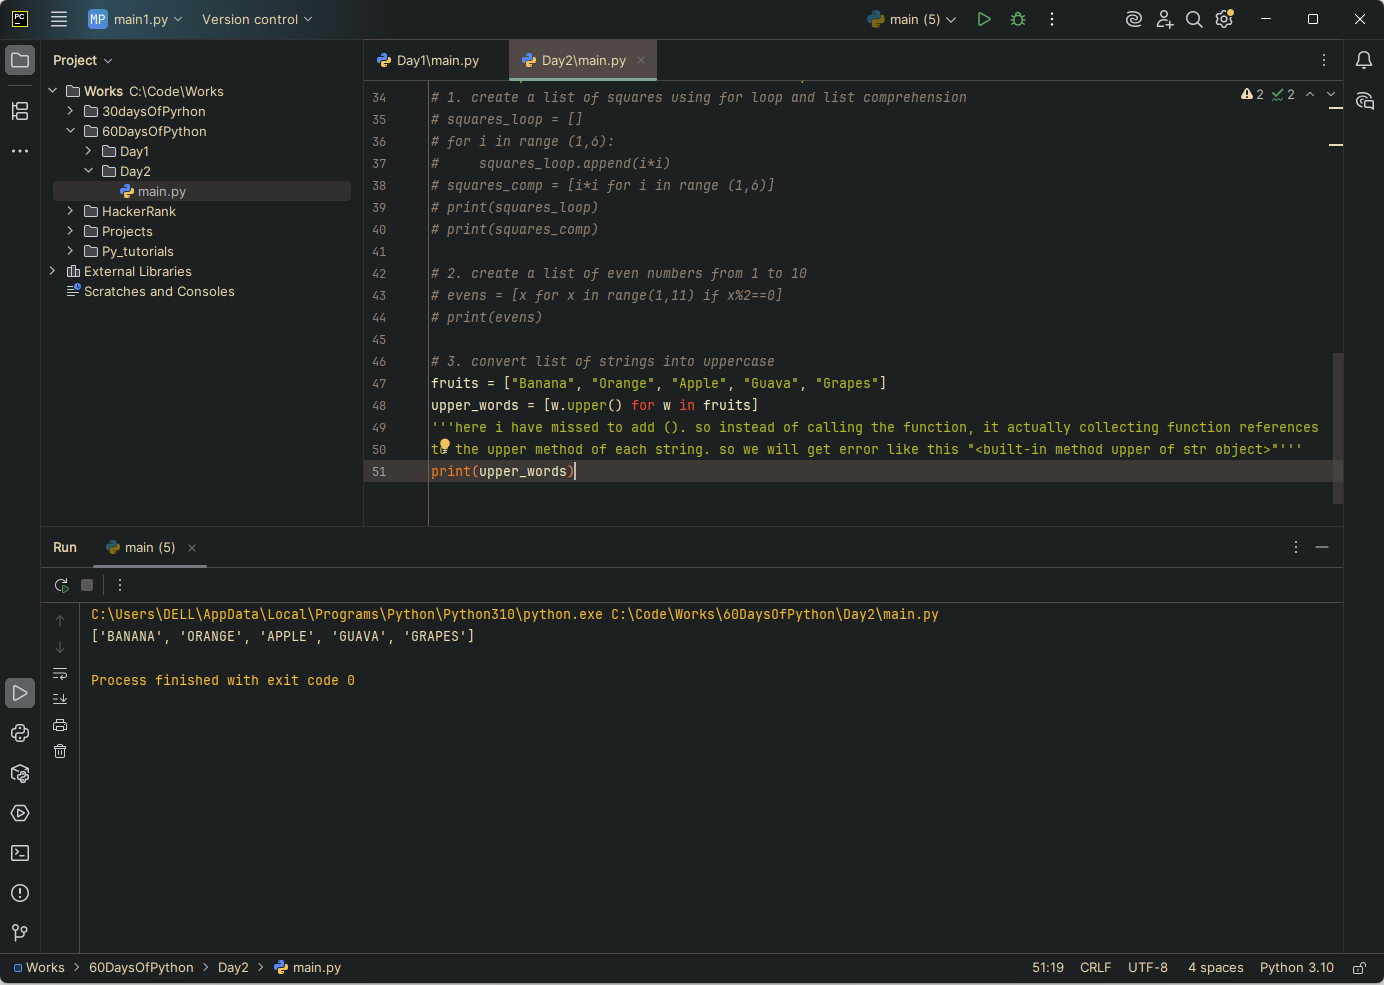 PC
MP main1.py Version control main (5)
Project
Works C:\Code\Works
30daysOfPyrhon
60DaysOfPython
Day1
Day2
main.py
HackerRank
Projects
Py_tutorials
External Libraries
Scratches and Consoles
Day1\main.py Day2\main.py
2 2
34 # 1. create a list of squares using for loop and list comprehension
35 # squares_loop = []
36 # for i in range (1,6):
37 #     squares_loop.append(i*i)
38 # squares_comp = [i*i for i in range (1,6)]
39 # print(squares_loop)
40 # print(squares_comp)
41
42 # 2. create a list of even numbers from 1 to 10
43 # evens = [x for x in range(1,11) if x%2==0]
44 # print(evens)
45
46 # 3. convert list of strings into uppercase
47 fruits = ["Banana", "Orange", "Apple", "Guava", "Grapes"]
48 upper_words = [w.upper() for w in fruits]
49 '''here i have missed to add (). so instead of calling the function, it actually collecting function references
50 to the upper method of each string. so we will get error like this "<built-in method upper of str object>"'''
51 print(upper_words)
Run main (5)
C:\Users\DELL\AppData\Local\Programs\Python\Python310\python.exe C:\Code\Works\60DaysOfPython\Day2\main.py
['BANANA', 'ORANGE', 'APPLE', 'GUAVA', 'GRAPES']
Process finished with exit code 0
Works > 60DaysOfPython > Day2 > main.py
51:19 CRLF UTF-8 4 spaces Python 3.10